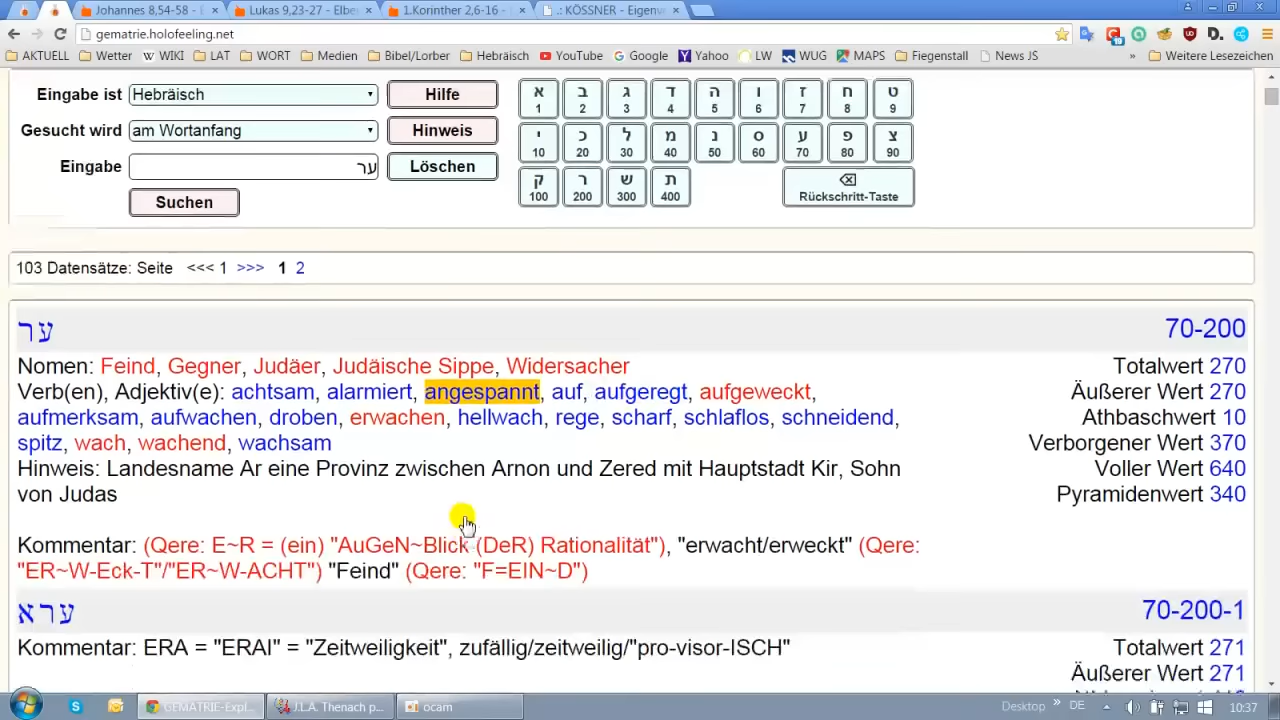 Johannes 8,54-58 - E
Lukas 9,23-27 - Elbe
1.Korinther 2,6-16 -
.: KÖSSNER - Eigenv
gematrie.holofeeling.net
AKTUELL Wetter WIKI LAT WORT Medien Bibel/Lorber Hebräisch YouTube Google Yahoo LW WUG MAPS Fiegenstall News JS » Weitere Lesezeichen
Eingabe ist Hebräisch Hilfe
Gesucht wird am Wortanfang Hinweis
Eingabe ער Löschen
Suchen
א ב ג ד ה ו ז ח ט
1 2 3 4 5 6 7 8 9
י כ ל מ נ ס ע פ צ
10 20 30 40 50 60 70 80 90
ק ר ש ת
100 200 300 400 Rückschritt-Taste
103 Datensätze: Seite <<< 1 >>> 1 2
ער 70-200
Nomen: Feind, Gegner, Judäer, Judäische Sippe, Widersacher Totalwert 270
Verb(en), Adjektiv(e): achtsam, alarmiert, angespannt, auf, aufgeregt, aufgeweckt, Äußerer Wert 270
aufmerksam, aufwachen, droben, erwachen, hellwach, rege, scharf, schlaflos, schneidend, Athbaschwert 10
spitz, wach, wachend, wachsam Verborgener Wert 370
Hinweis: Landesname Ar eine Provinz zwischen Arnon und Zered mit Hauptstadt Kir, Sohn Voller Wert 640
von Judas Pyramidenwert 340
Kommentar: (Qere: E~R = (ein) "AuGeN~Blick (DeR) Rationalität"), "erwacht/erweckt" (Qere:
"ER~W-Eck-T"/"ER~W-ACHT") "Feind" (Qere: "F=EIN~D")
ערא 70-200-1
Kommentar: ERA = "ERAI" = "Zeitweiligkeit", zufällig/zeitweilig/"pro-visor-ISCH" Totalwert 271
Äußerer Wert 271
GEMATRIE-Expl... J.L.A. Thenach p... ocam Desktop » DE 10:37